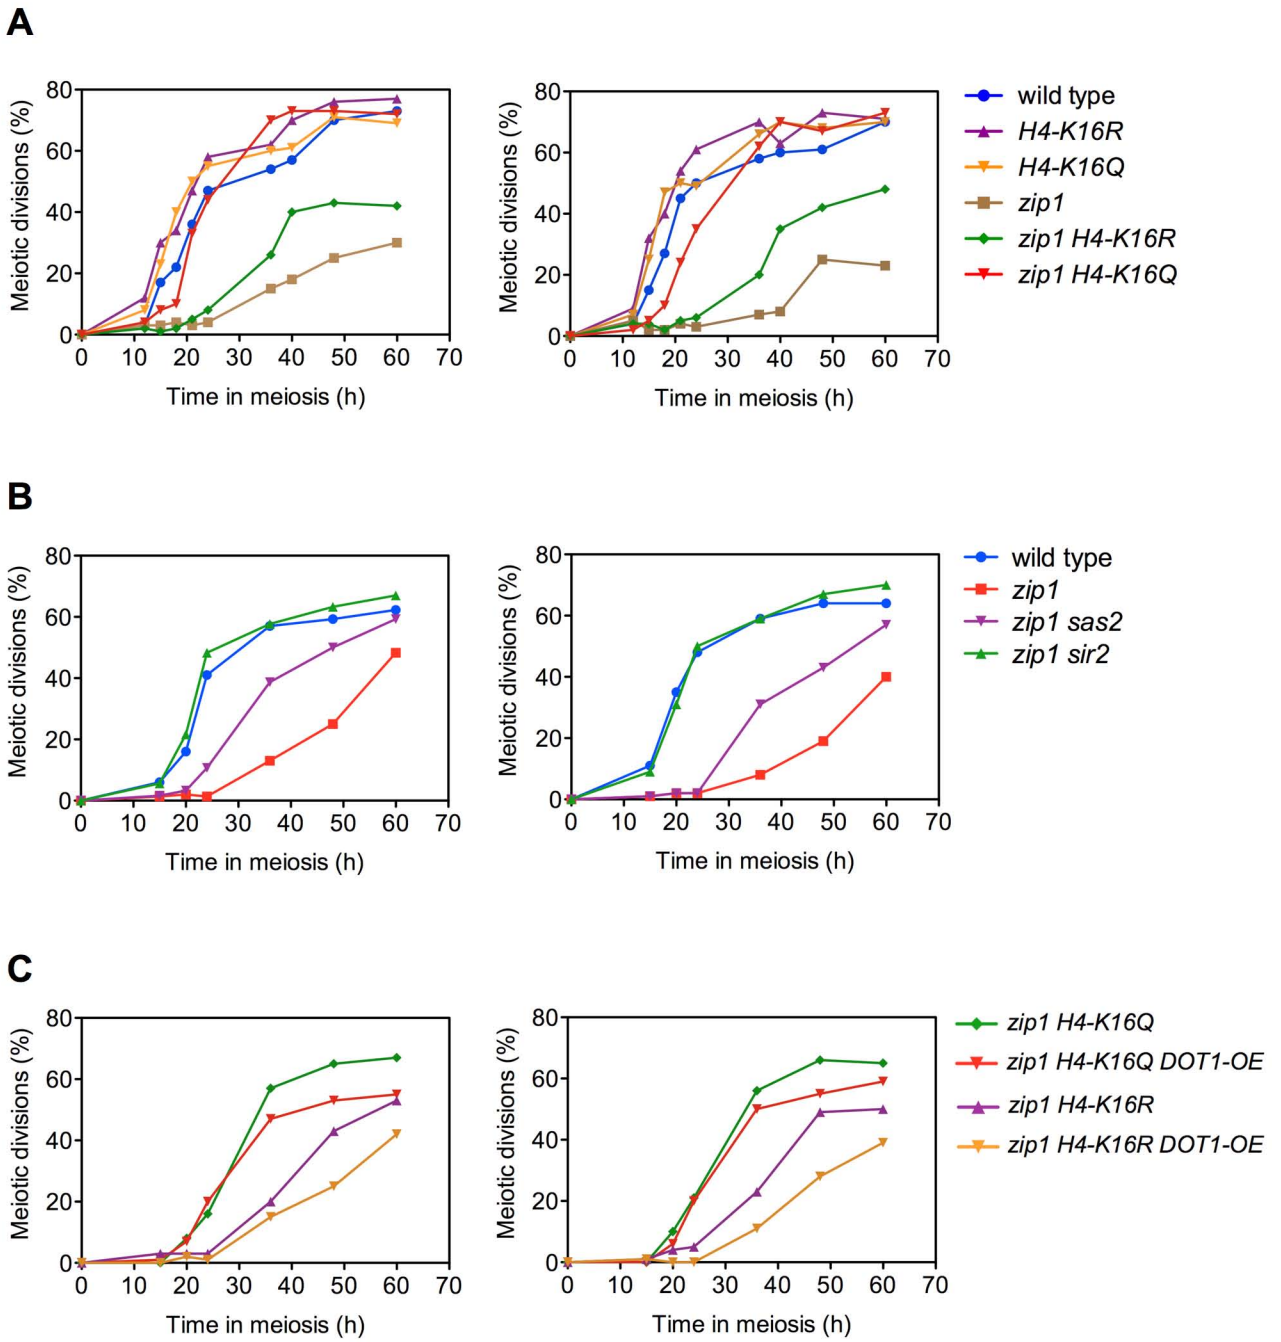 A
Meiotic divisions (%)
80
60
40
20
0
0 10 20 30 40 50 60 70
Time in meiosis (h)
Meiotic divisions (%)
80
60
40
20
0
0 10 20 30 40 50 60 70
Time in meiosis (h)
wild type
H4-K16R
H4-K16Q
zip1
zip1 H4-K16R
zip1 H4-K16Q
B
Meiotic divisions (%)
80
60
40
20
0
0 10 20 30 40 50 60 70
Time in meiosis (h)
Meiotic divisions (%)
80
60
40
20
0
0 10 20 30 40 50 60 70
Time in meiosis (h)
wild type
zip1
zip1 sas2
zip1 sir2
C
Meiotic divisions (%)
80
60
40
20
0
0 10 20 30 40 50 60 70
Time in meiosis (h)
Meiotic divisions (%)
80
60
40
20
0
0 10 20 30 40 50 60 70
Time in meiosis (h)
zip1 H4-K16Q
zip1 H4-K16Q DOT1-OE
zip1 H4-K16R
zip1 H4-K16R DOT1-OE